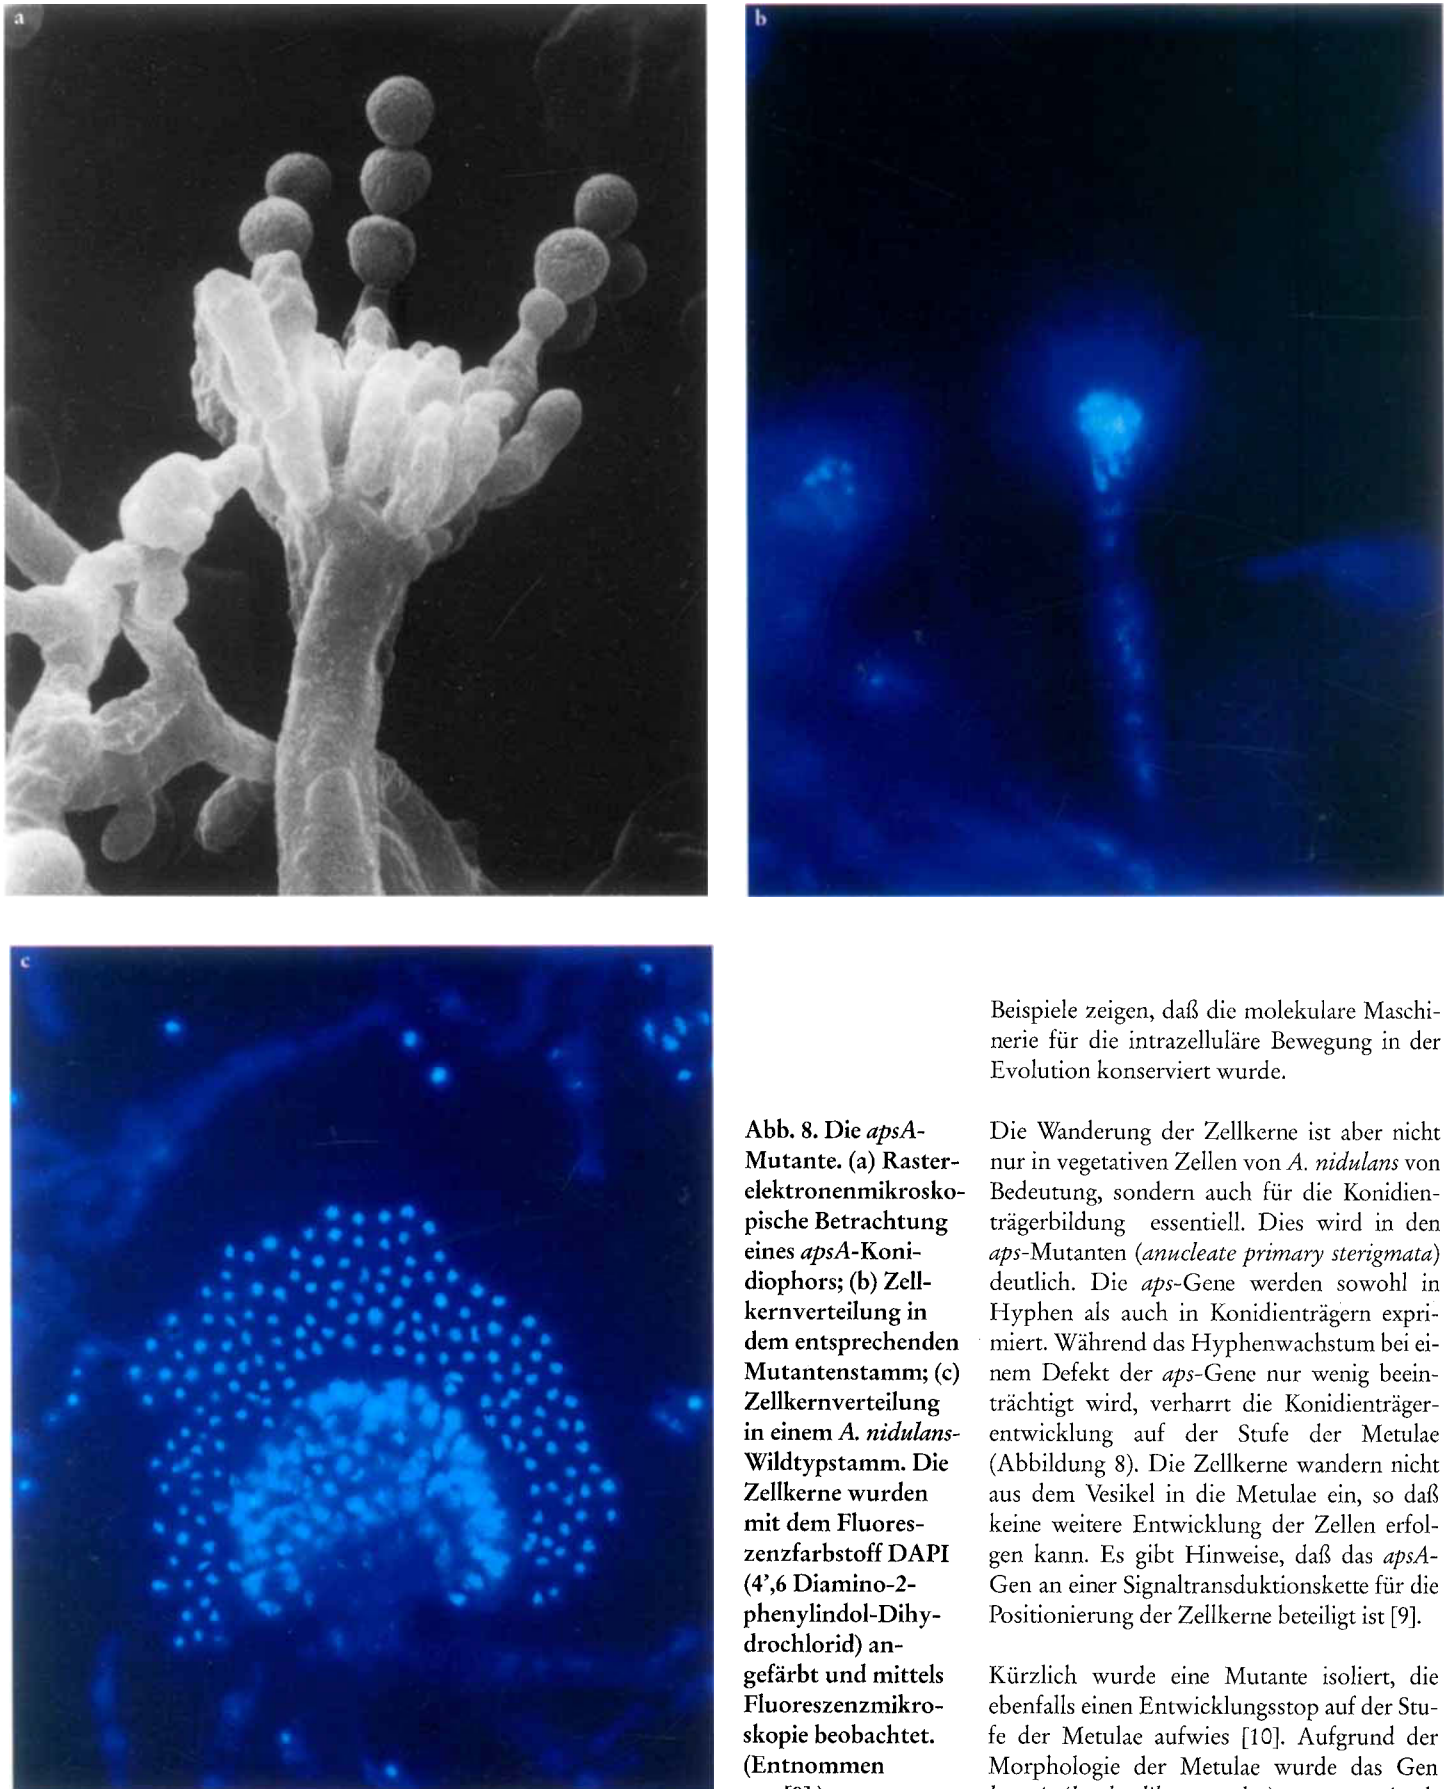 a
b
c
Abb. 8. Die apsA-
Mutante. (a) Raster-
elektronenmikrosko-
pische Betrachtung
eines apsA-Koni-
diophors; (b) Zell-
kernverteilung in
dem entsprechenden
Mutantenstamm; (c)
Zellkernverteilung
in einem A. nidulans-
Wildtypstamm. Die
Zellkerne wurden
mit dem Fluores-
zenzfarbstoff DAPI
(4’,6 Diamino-2-
phenylindol-Dihy-
drochlorid) an-
gefärbt und mittels
Fluoreszenzmikro-
skopie beobachtet.
(Entnommen
Beispiele zeigen, daß die molekulare Maschi-
nerie für die intrazelluläre Bewegung in der
Evolution konserviert wurde.
Die Wanderung der Zellkerne ist aber nicht
nur in vegetativen Zellen von A. nidulans von
Bedeutung, sondern auch für die Konidien-
trägerbildung essentiell. Dies wird in den
aps-Mutanten (anucleate primary sterigmata)
deutlich. Die aps-Gene werden sowohl in
Hyphen als auch in Konidienträgern expri-
miert. Während das Hyphenwachstum bei ei-
nem Defekt der aps-Gene nur wenig beein-
trächtigt wird, verharrt die Konidienträger-
entwicklung auf der Stufe der Metulae
(Abbildung 8). Die Zellkerne wandern nicht
aus dem Vesikel in die Metulae ein, so daß
keine weitere Entwicklung der Zellen erfol-
gen kann. Es gibt Hinweise, daß das apsA-
Gen an einer Signaltransduktionskette für die
Positionierung der Zellkerne beteiligt ist [9].
Kürzlich wurde eine Mutante isoliert, die
ebenfalls einen Entwicklungsstop auf der Stu-
fe der Metulae aufwies [10]. Aufgrund der
Morphologie der Metulae wurde das Gen